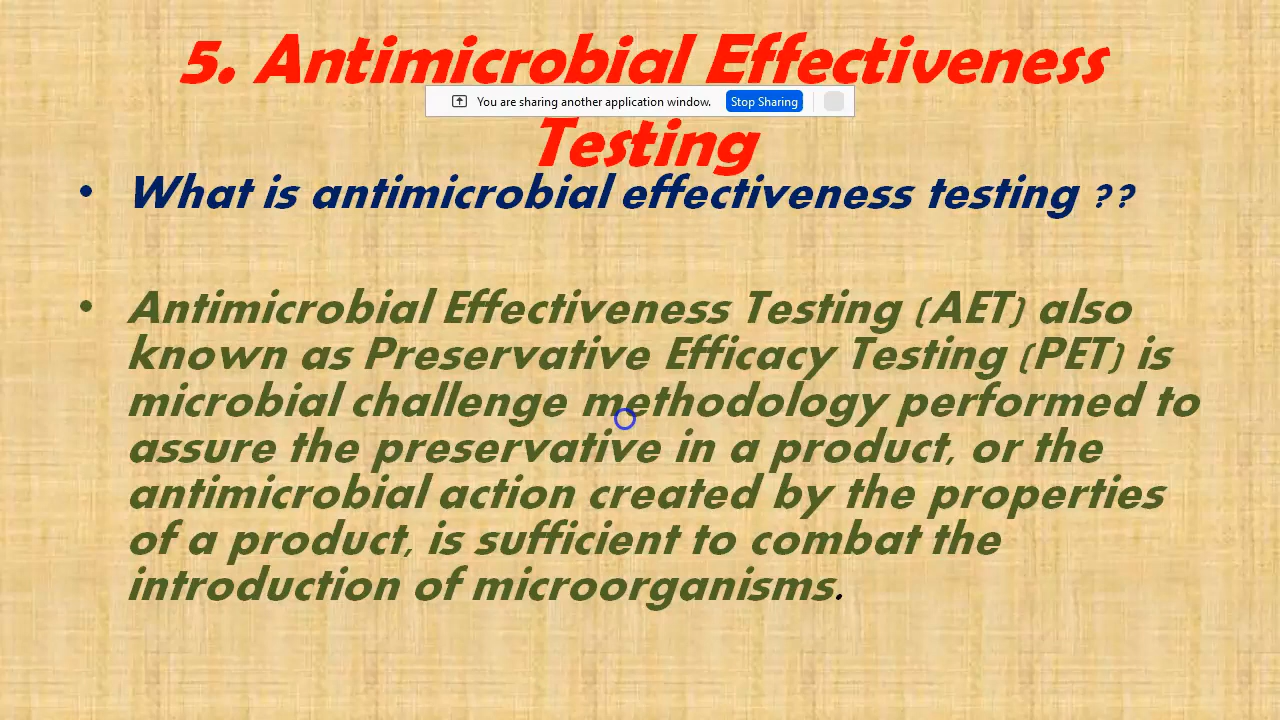 5. Antimicrobial Effectiveness
You are sharing another application window. Stop Sharing
Testing
• What is antimicrobial effectiveness testing ??
• Antimicrobial Effectiveness Testing (AET) also
known as Preservative Efficacy Testing (PET) is
microbial challenge methodology performed to
assure the preservative in a product, or the
antimicrobial action created by the properties
of a product, is sufficient to combat the
introduction of microorganisms.